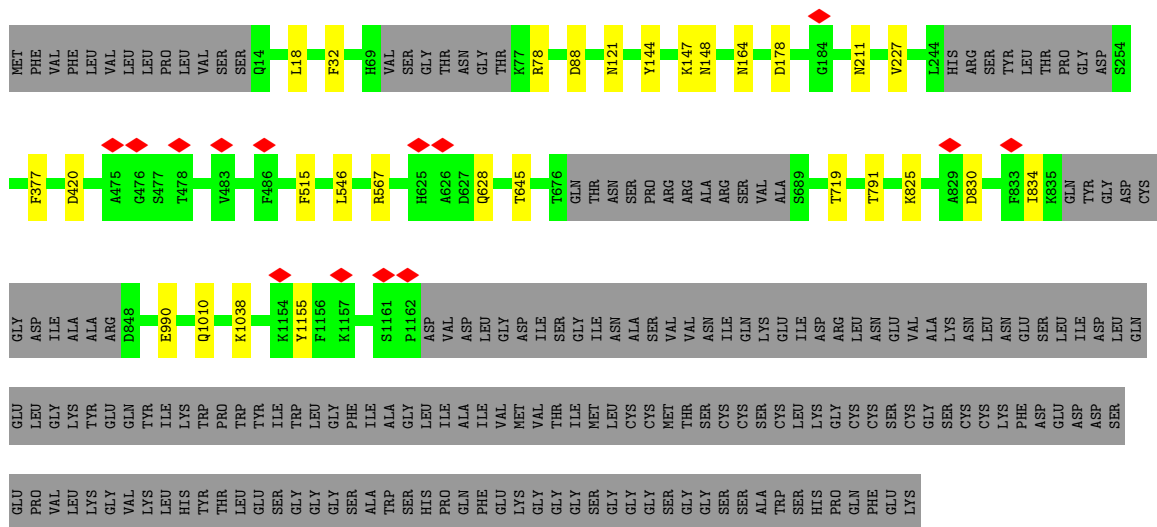 MET PHE VAL PHE LEU VAL LEU LEU PRO LEU VAL SER SER Q14 L18 F32 H69 VAL SER GLY THR ASN GLY THR K77 R78 D88 N121 Y144 K147 N148 N164 D178 G184 N211 V227 L244 HIS ARG SER TYR LEU THR PRO GLY ASP S254
F377 D420 A475 G476 S477 T478 V483 F486 F515 L546 R567 H625 A626 D627 Q628 T645 T676 GLN THR ASN SER PRO ARG ARG ALA ARG SER VAL ALA S689 T719 T791 K825 A829 D830 F833 I834 K835 GLN TYR GLY ASP CYS
GLY ASP ILE ALA ALA ARG D848 E990 Q1010 K1038 K1154 Y1155 F1156 K1157 S1161 P1162 ASP VAL ASP LEU GLY ASP ILE SER GLY ILE ASN ALA SER VAL VAL ASN ILE GLN LYS GLU ILE ASP ARG LEU ASN GLU VAL ALA LYS ASN LEU ASN GLU SER LEU ILE ASP LEU GLN
GLU LEU GLY LYS TYR GLU GLN TYR ILE LYS TRP PRO TRP TYR ILE TRP LEU GLY PHE ILE ALA GLY LEU ILE ALA ILE VAL MET VAL THR ILE MET LEU CYS CYS MET THR SER CYS CYS SER CYS LEU LYS GLY CYS CYS SER CYS GLY SER CYS CYS LYS PHE ASP GLU ASP ASP SER
GLU PRO VAL LEU LYS GLY VAL LYS LEU HIS TYR THR LEU GLU SER GLY GLY GLY SER ALA TRP SER HIS PRO GLN PHE GLU LYS GLY GLY GLY SER GLY GLY GLY SER GLY GLY SER SER ALA TRP SER HIS PRO GLN PHE GLU LYS